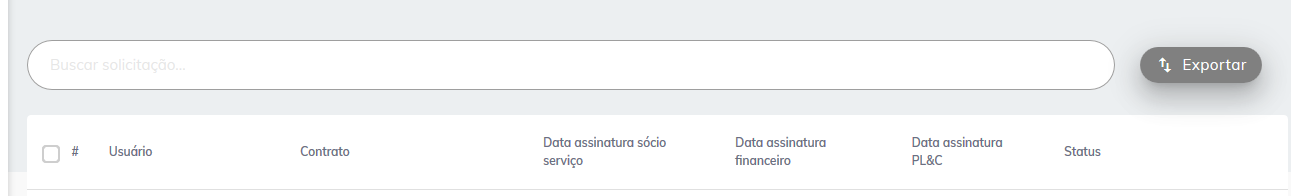 Buscar solicitação...
Exportar
# Usuário Contrato Data assinatura sócio serviço Data assinatura financeiro Data assinatura PL&C Status